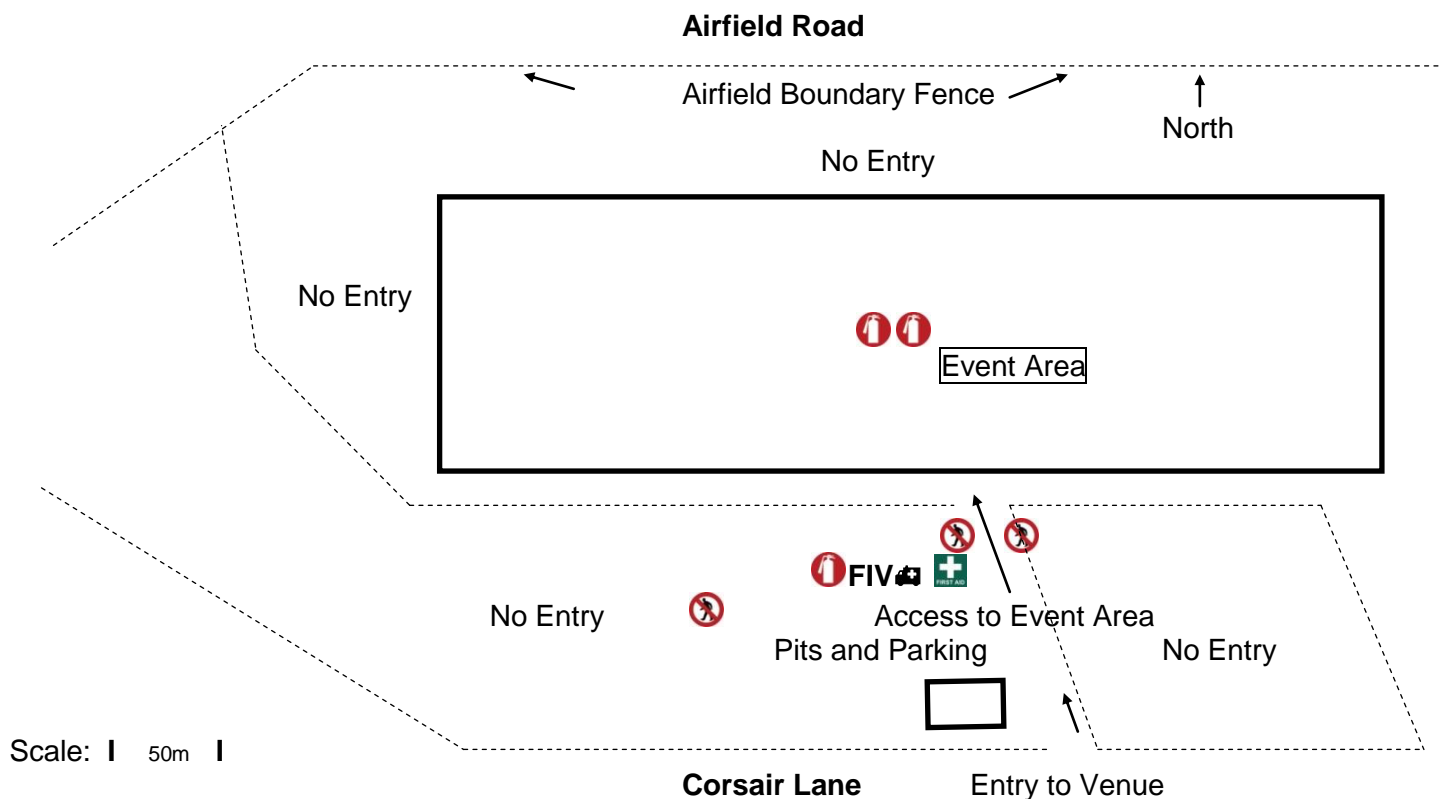 Airfield Road
Airfield Boundary Fence
North
No Entry
No Entry
Event Area
FIV
FIRST AID
No Entry
Access to Event Area
Pits and Parking
No Entry
Scale: I 50m I
Corsair Lane
Entry to Venue